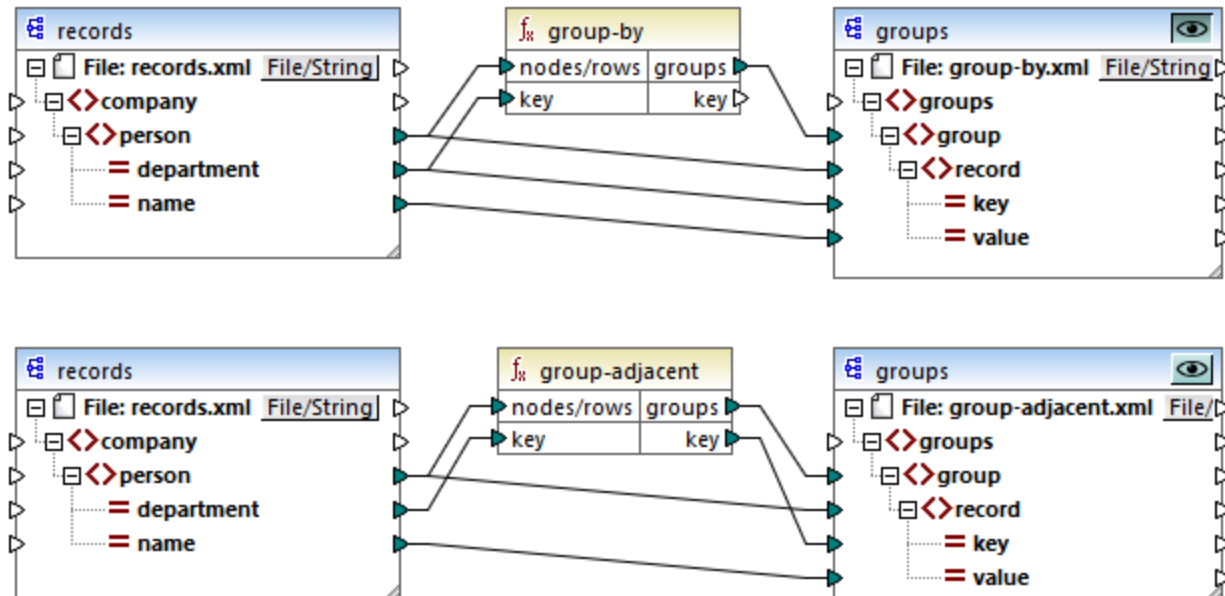 records
group-by
groups
File: records.xml File/String
nodes/rows groups
File: group-by.xml File/String
company
key key
groups
person
group
department
record
name
key
value
records
group-adjacent
groups
File: records.xml File/String
nodes/rows groups
File: group-adjacent.xml File/
company
key key
groups
person
group
department
record
name
key
value